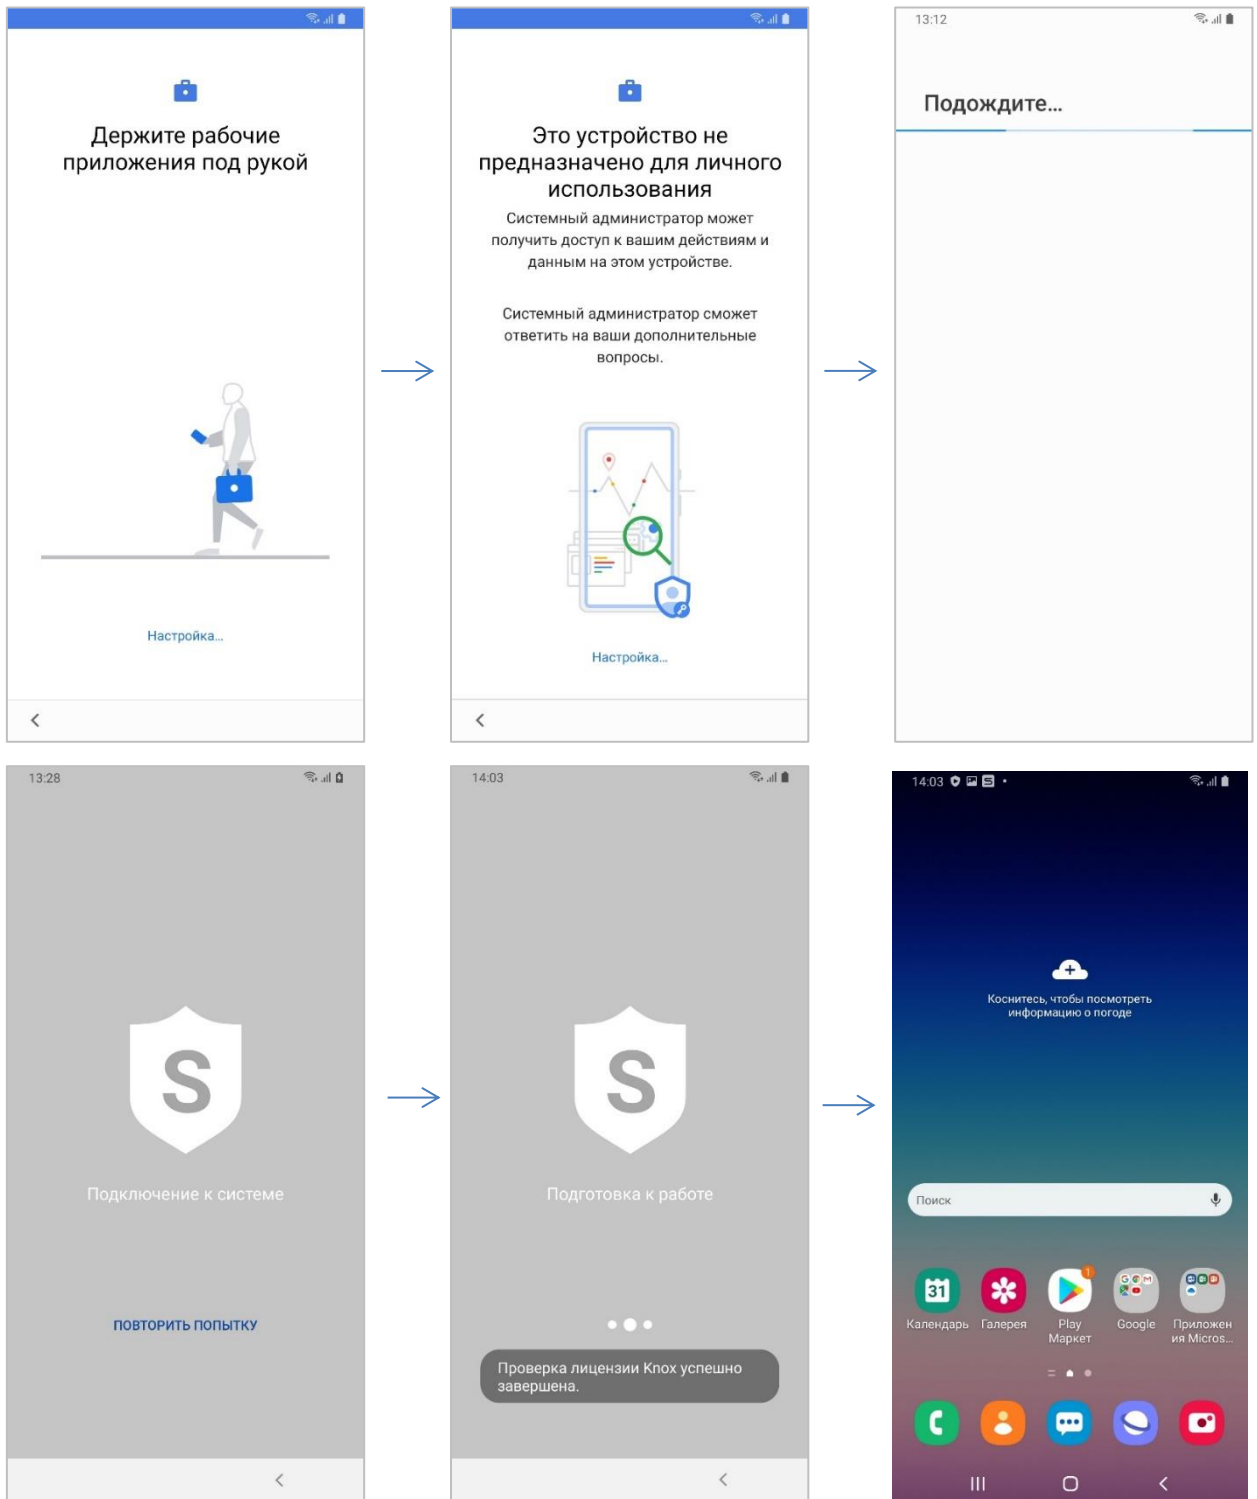 Держите рабочие
приложения под рукой
Настройка...
Это устройство не
предназначено для личного
использования
Системный администратор может
получить доступ к вашим действиям и
данным на этом устройстве.
Системный администратор сможет
ответить на ваши дополнительные
вопросы.
Настройка...
13:12
Подождите...
13:28
S
Подключение к системе
ПОВТОРИТЬ ПОПЫТКУ
14:03
S
Подготовка к работе
Проверка лицензии Knox успешно
завершена.
14:03 S
Коснитесь, чтобы посмотреть
информацию о погоде
Поиск
31
1
Календарь Галерея Play Google Приложен
Маркет ия Micros...